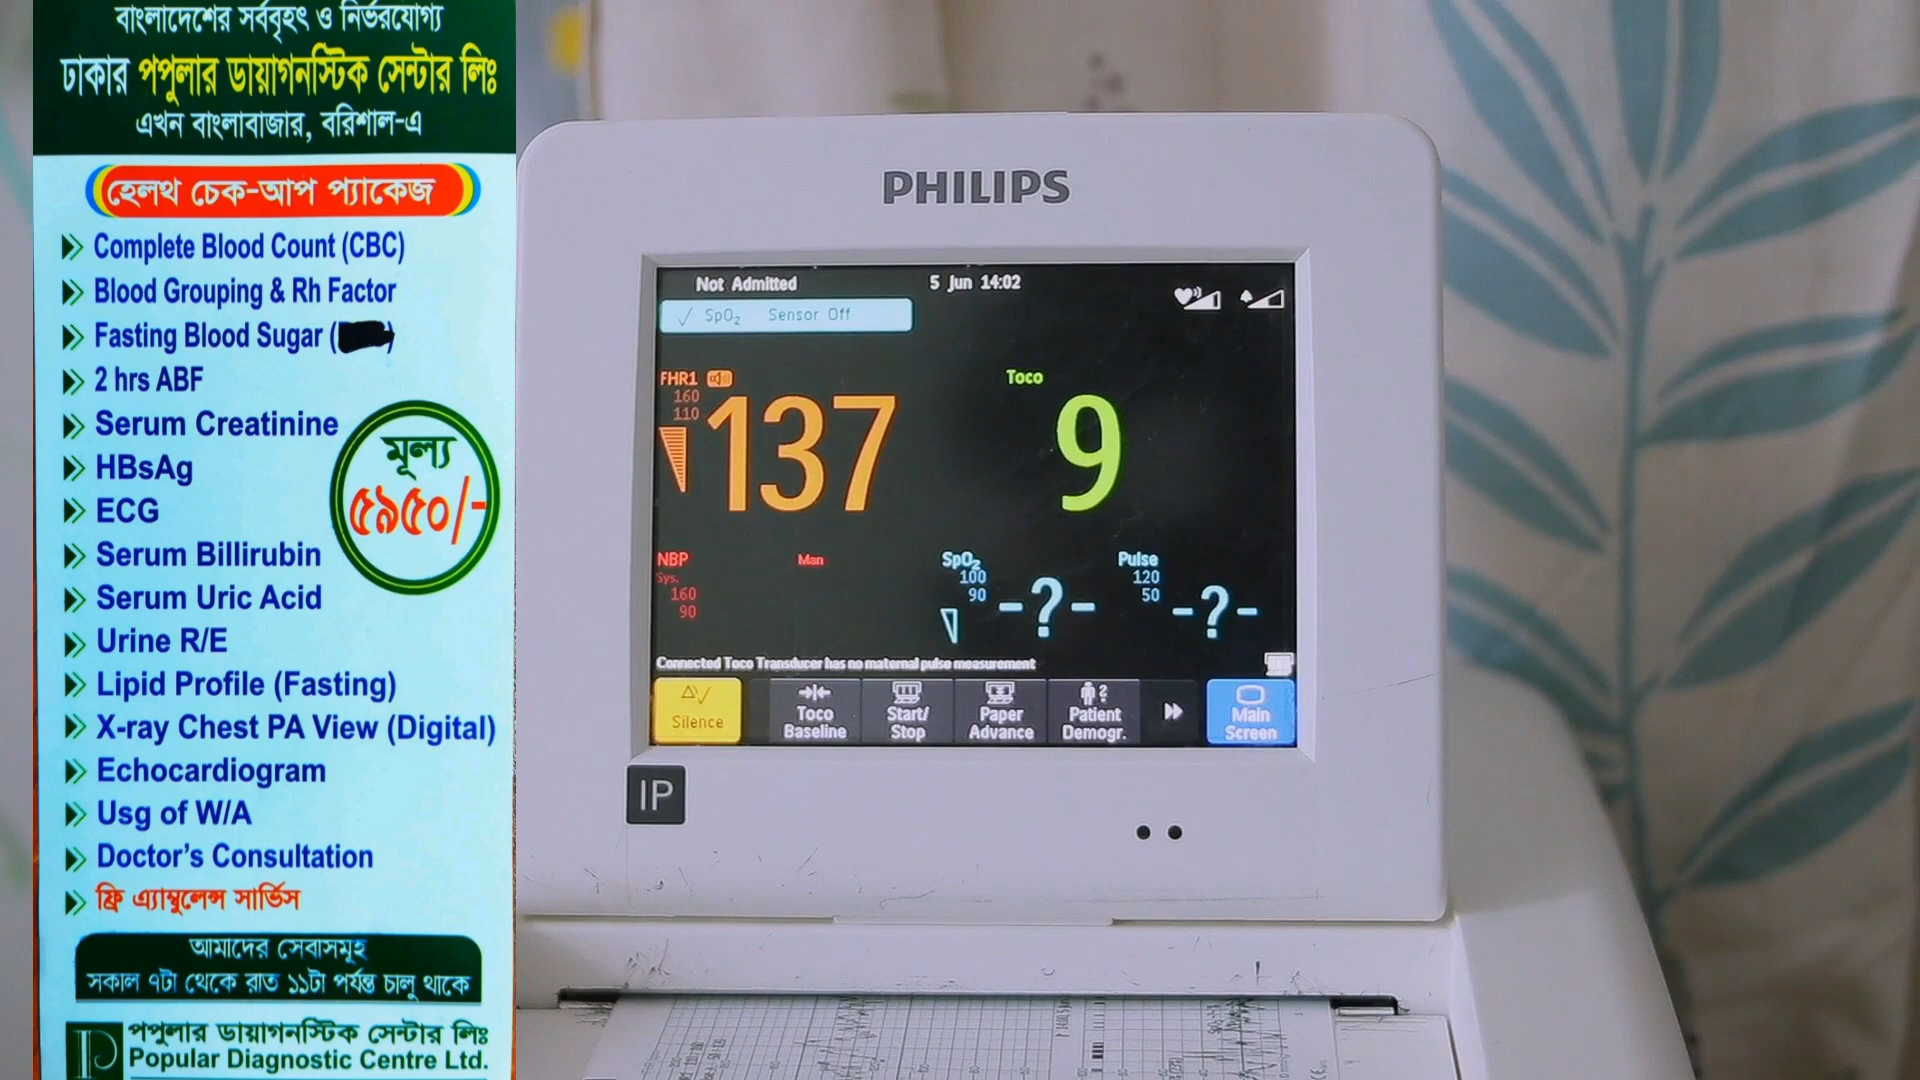 বাংলাদেশের সর্ববৃহৎ ও নির্ভরযোগ্য
ঢাকার পপুলার ডায়াগনস্টিক সেন্টার লিঃ
এখন বাংলাবাজার, বরিশাল-এ
হেলথ চেক-আপ প্যাকেজ
Complete Blood Count (CBC)
Blood Grouping & Rh Factor
Fasting Blood Sugar (
2 hrs ABF
Serum Creatinine
HBsAg
ECG
Serum Billirubin
Serum Uric Acid
Urine R/E
Lipid Profile (Fasting)
X-ray Chest PA View (Digital)
Echocardiogram
Usg of W/A
Doctor's Consultation
ফ্রি এ্যাম্বুলেন্স সার্ভিস
মূল্য
৫৯৫০/-
আমাদের সেবাসমূহ
সকাল ৭টা থেকে রাত ১১টা পর্যন্ত চালু থাকে
পপুলার ডায়াগনস্টিক সেন্টার লিঃ
Popular Diagnostic Centre Ltd.
PHILIPS
Not Admitted 5 Jun 14:02
SpO2 Sensor Off
FHR1
160
110
137
Toco
9
NBP Man
Sys.
160
90
SpO2
100
90
-?-
Pulse
120
50
-?-
Connected Toco Transducer has no maternal pulse measurement
Silence
Toco
Baseline
Start/
Stop
Paper
Advance
Patient
Demogr.
Main
Screen
IP